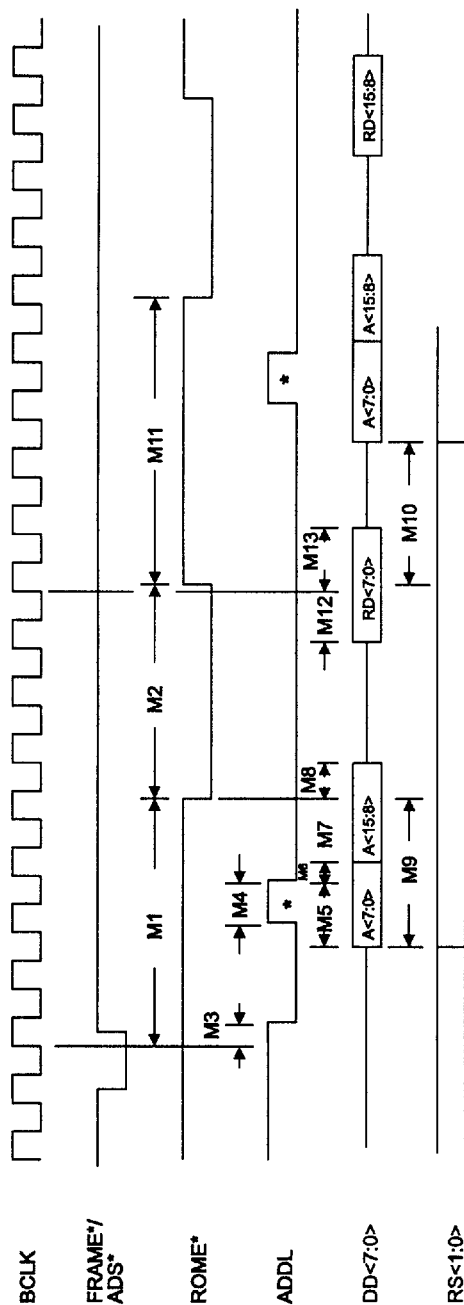 BCLK
FRAME*/
ADS*
M1
M2
M11
ROME*
M3
M4
*
*
ADDL
M5
M6
M7
M8
M12
M13
A<7:0>
A<15:8>
RD<7:0>
A<7:0>
A<15:8>
RD<15:8>
DD<7:0>
M9
M10
RS<1:0>